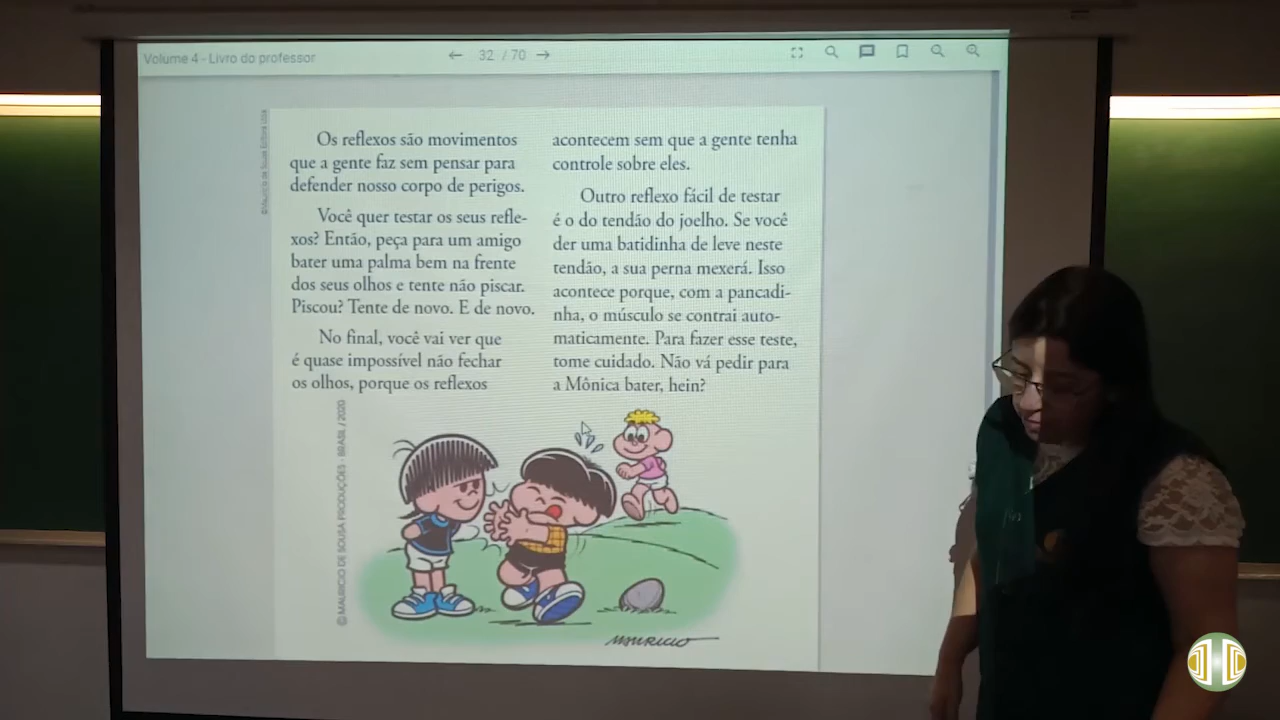 Volume 4 - Livro do professor
← 32 / 70 →
Os reflexos são movimentos
que a gente faz sem pensar para
defender nosso corpo de perigos.
Você quer testar os seus refle-
xos? Então, peça para um amigo
bater uma palma bem na frente
dos seus olhos e tente não piscar.
Piscou? Tente de novo. E de novo.
No final, você vai ver que
é quase impossível não fechar
os olhos, porque os reflexos
acontecem sem que a gente tenha
controle sobre eles.
Outro reflexo fácil de testar
é o do tendão do joelho. Se você
der uma batidinha de leve neste
tendão, a sua perna mexerá. Isso
acontece porque, com a pancadi-
nha, o músculo se contrai auto-
maticamente. Para fazer esse teste,
tome cuidado. Não vá pedir para
a Mônica bater, hein?
© MAURICIO DE SOUSA PRODUÇÕES - BRASIL / 2020
©Mauricio de Sousa Editora Ltda.
MAURICIO